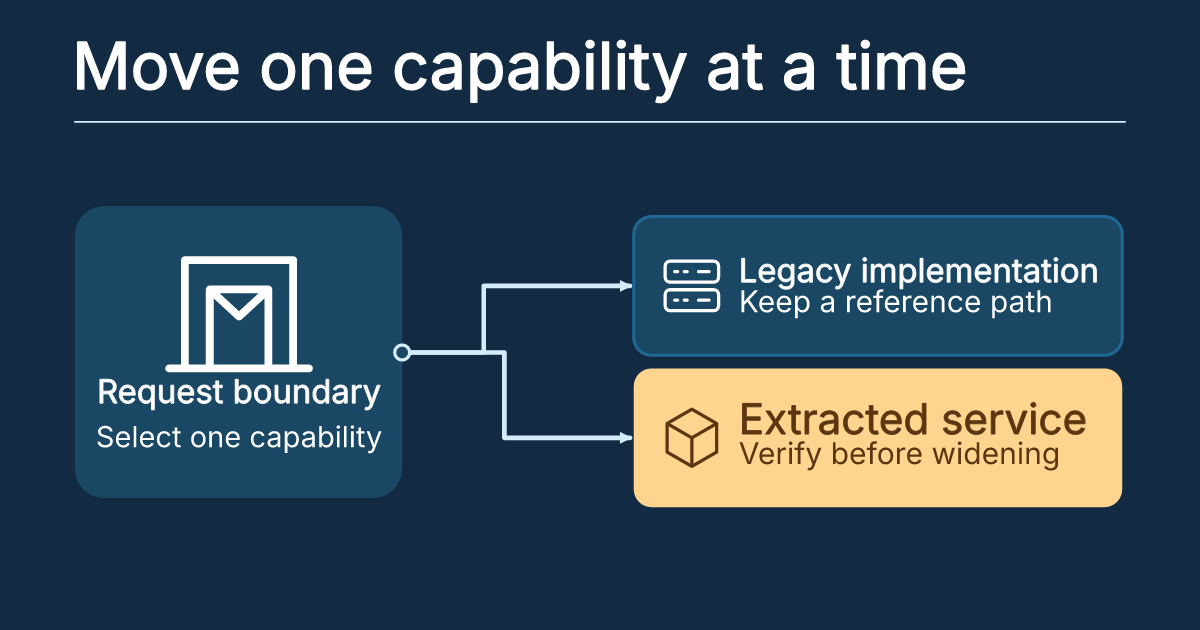 Move one capability at a time
Request boundary
Select one capability
Legacy implementation
Keep a reference path
Extracted service
Verify before widening